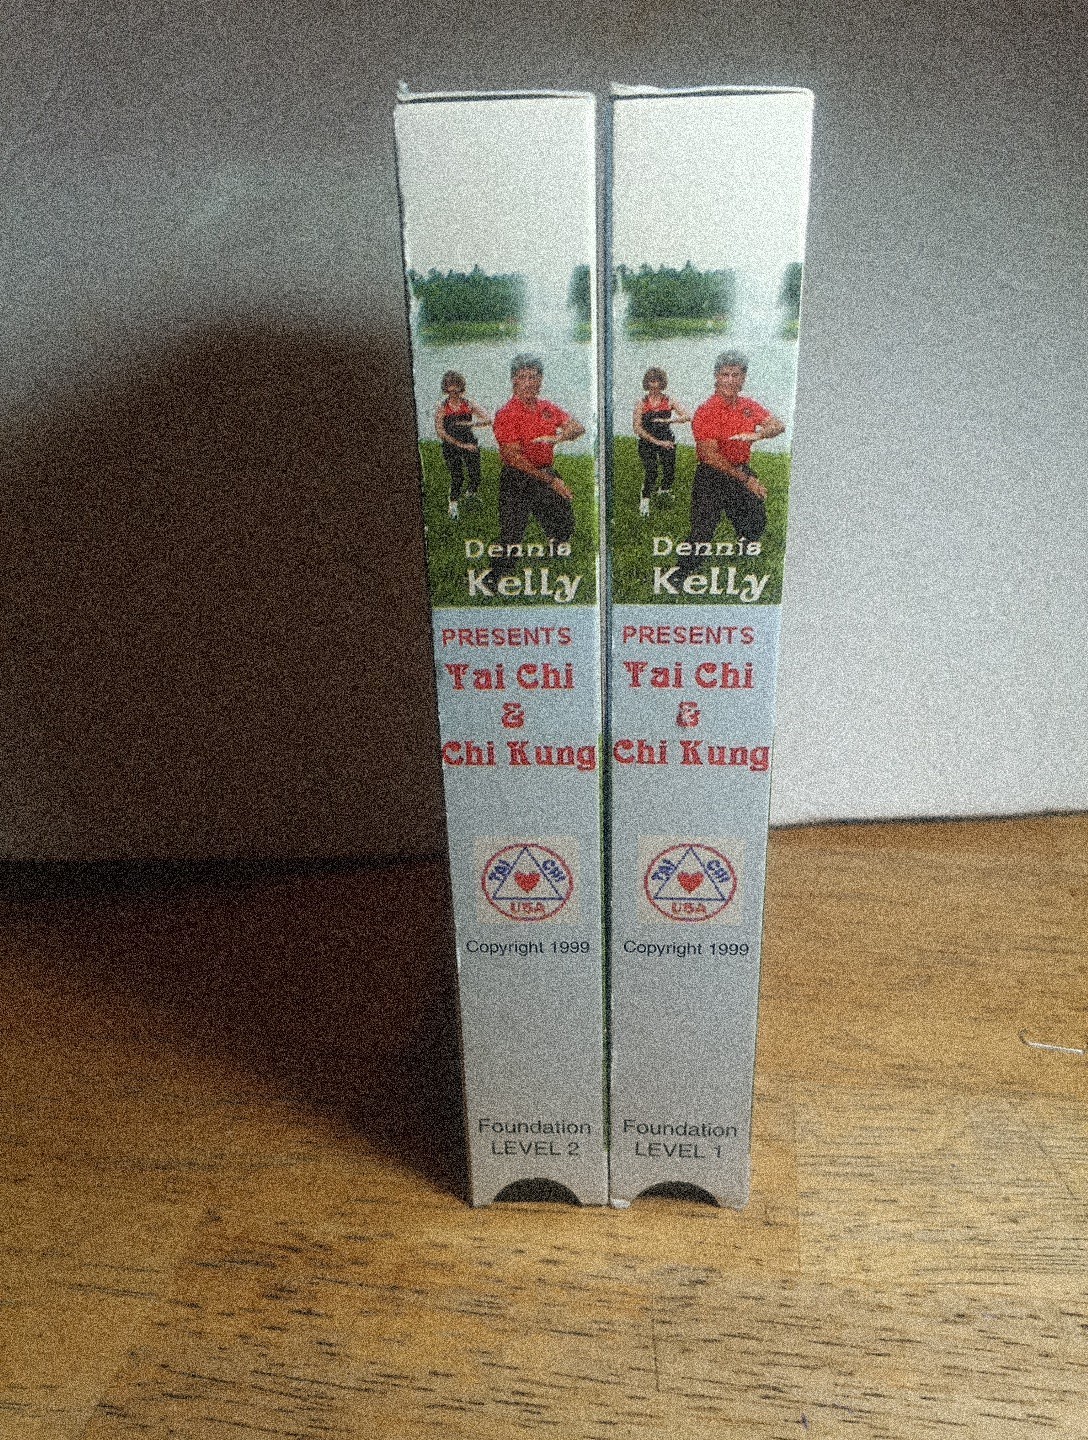 Dennis
Kelly
PRESENTS
Tai Chi
&
Chi Kung
TAI CHI
USA
Copyright 1999
Foundation
LEVEL 2
Dennis
Kelly
PRESENTS
Tai Chi
&
Chi Kung
TAI CHI
USA
Copyright 1999
Foundation
LEVEL 1